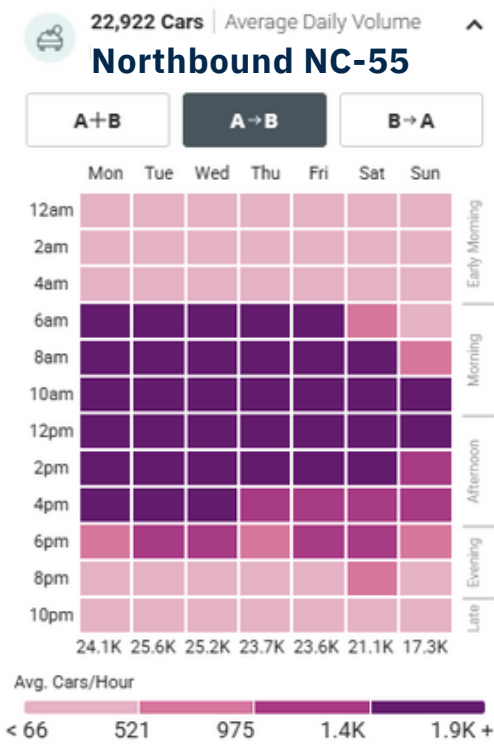 22,922 Cars | Average Daily Volume
Northbound NC-55
A+B A→B B→A
Mon Tue Wed Thu Fri Sat Sun
12am
2am
4am
Early Morning
6am
8am
10am
Morning
12pm
2pm
4pm
Afternoon
6pm
8pm
Evening
10pm
Late
24.1K 25.6K 25.2K 23.7K 23.6K 21.1K 17.3K
Avg. Cars/Hour
< 66 521 975 1.4K 1.9K +